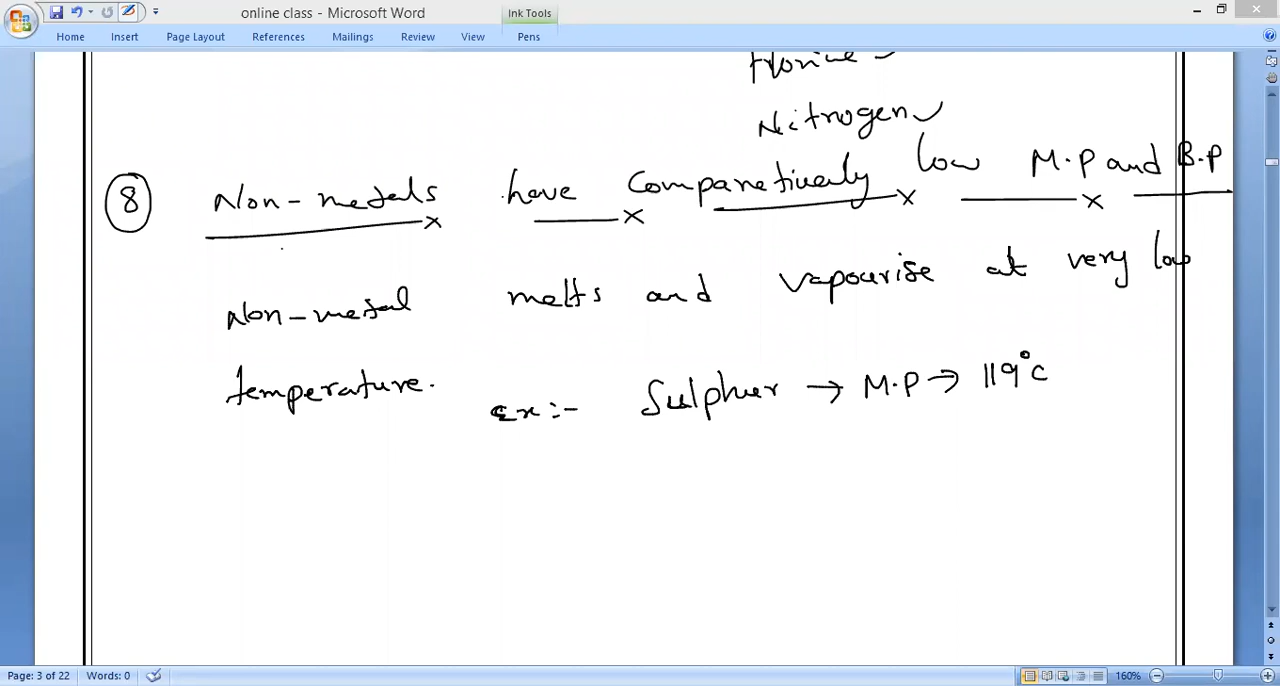 online class - Microsoft Word
Ink Tools
Home Insert Page Layout References Mailings Review View Pens
Florine
Nitrogen
8 Non-metals have Comparetively low M.P and B.P
Non-metal melts and vapourise at very low
temperature. Ex:- Sulphur → M.P → 119°C
Page: 3 of 22 Words: 0 160%